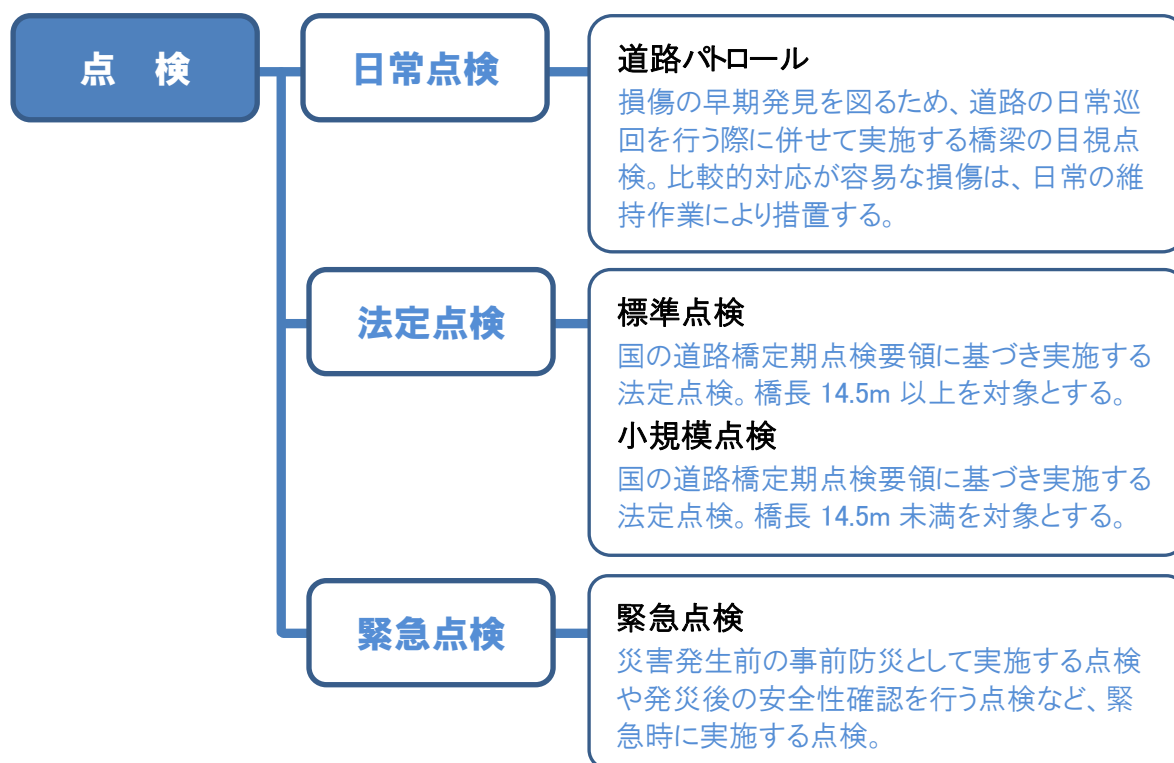 点　検
日常点検
道路パトロール
損傷の早期発見を図るため、道路の日常巡
回を行う際に併せて実施する橋梁の目視点
検。比較的対応が容易な損傷は、日常の維
持作業により措置する。
法定点検
標準点検
国の道路橋定期点検要領に基づき実施する
法定点検。橋長 14.5m 以上を対象とする。
小規模点検
国の道路橋定期点検要領に基づき実施する
法定点検。橋長 14.5m 未満を対象とする。
緊急点検
緊急点検
災害発生前の事前防災として実施する点検
や発災後の安全性確認を行う点検など、緊
急時に実施する点検。